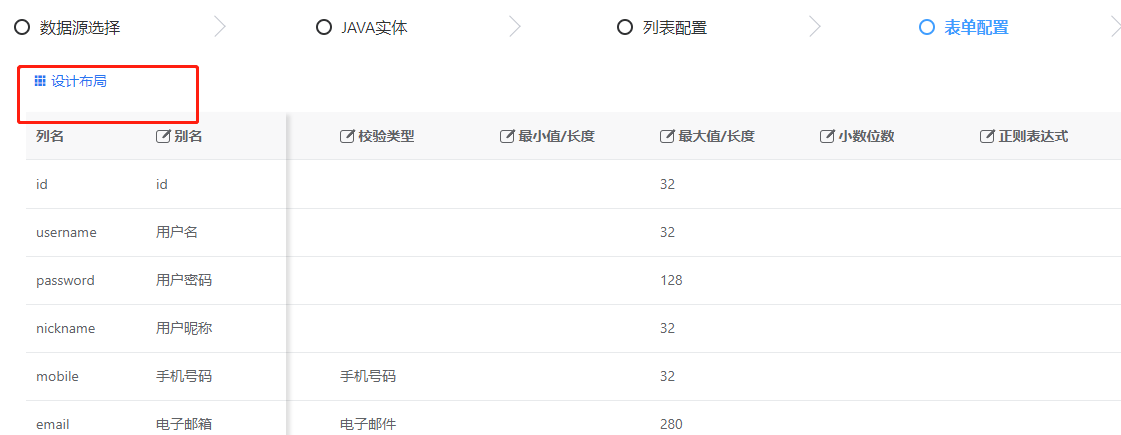 数据源选择 JAVA实体 列表配置 表单配置
设计布局
列名 别名 校验类型 最小值/长度 最大值/长度 小数位数 正则表达式
id id 32
username 用户名 32
password 用户密码 128
nickname 用户昵称 32
mobile 手机号码 手机号码 32
email 电子邮箱 电子邮件 280